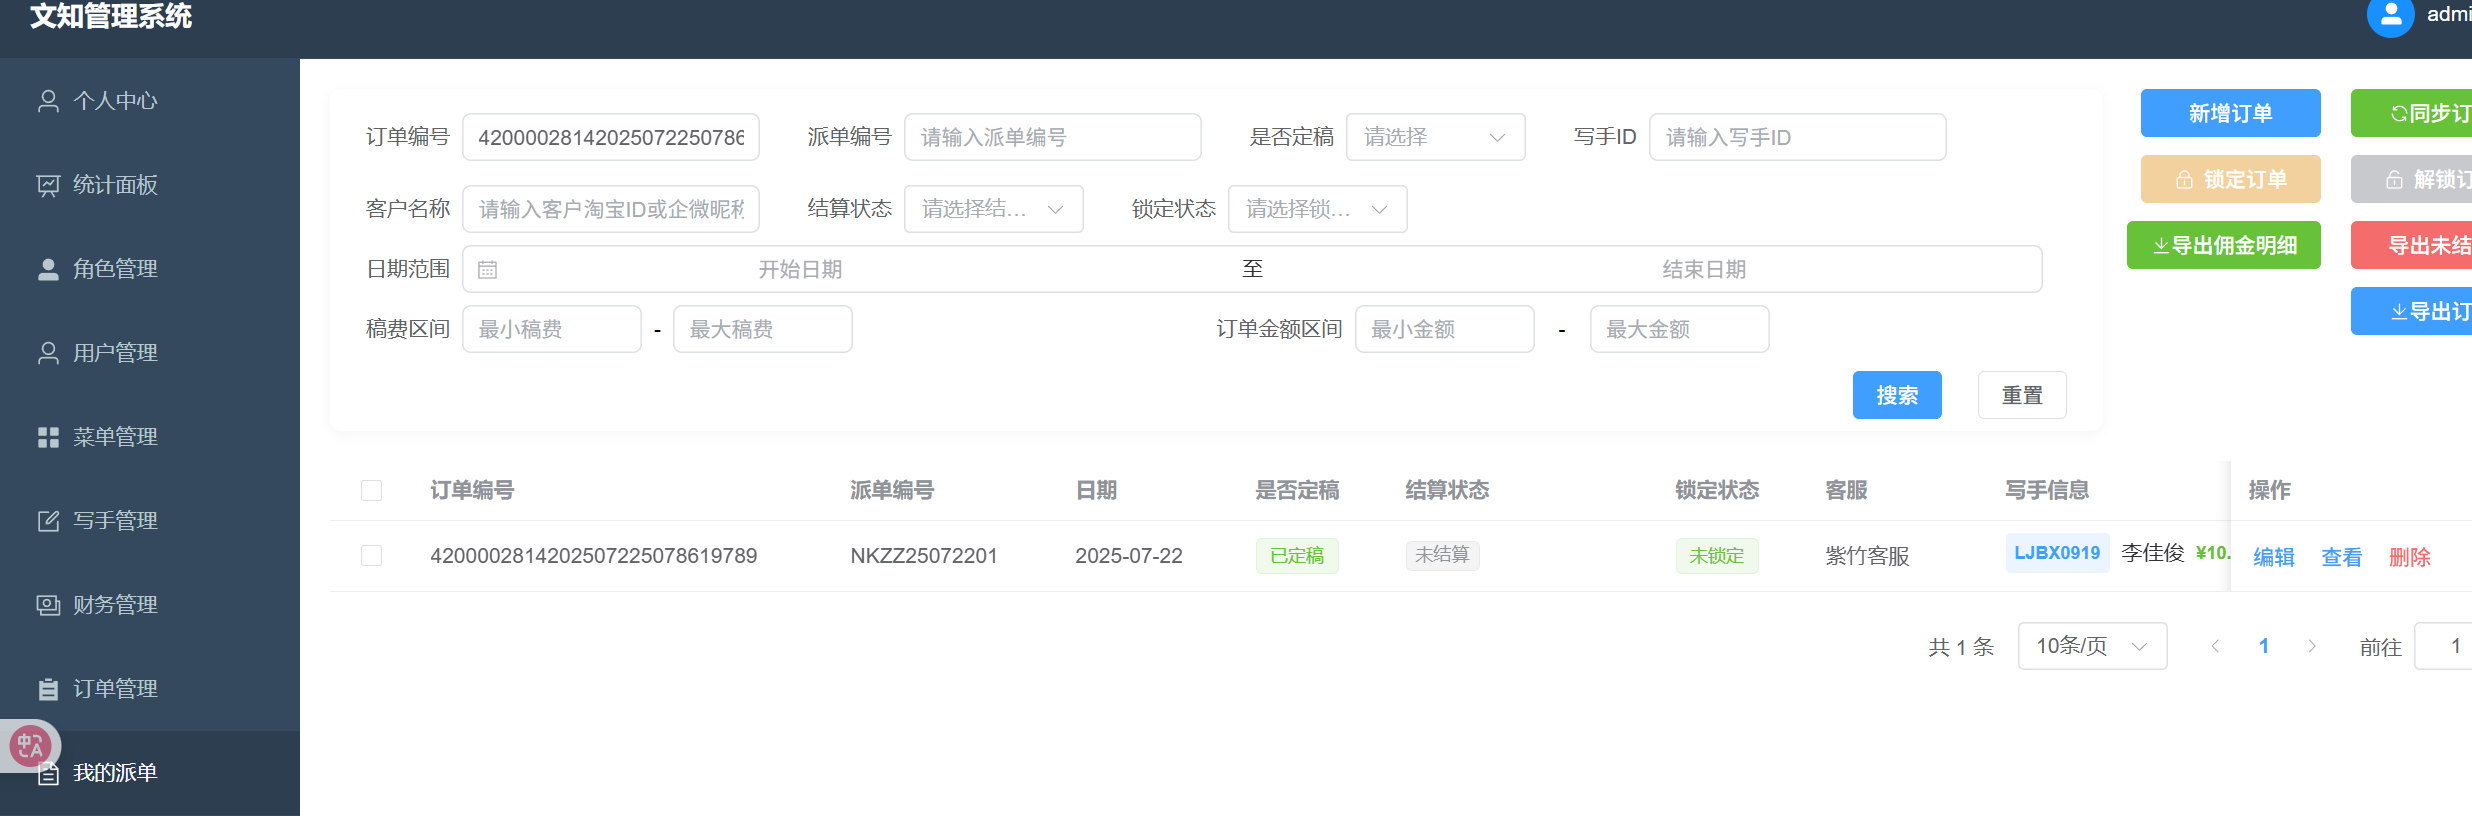 文知管理系统
admi
个人中心
统计面板
角色管理
用户管理
菜单管理
写手管理
财务管理
订单管理
我的派单
订单编号 42000028142025072250786
派单编号 请输入派单编号
是否定稿 请选择
写手ID 请输入写手ID
客户名称 请输入客户淘宝ID或企微昵称
结算状态 请选择结...
锁定状态 请选择锁...
日期范围 开始日期 至 结束日期
稿费区间 最小稿费 - 最大稿费
订单金额区间 最小金额 - 最大金额
搜索 重置
新增订单 同步订
锁定订单 解锁订
导出佣金明细 导出未结
导出订
订单编号 派单编号 日期 是否定稿 结算状态 锁定状态 客服 写手信息 操作
4200002814202507225078619789 NKZZ25072201 2025-07-22 已定稿 未结算 未锁定 紫竹客服 LJBX0919 李佳俊 ¥10. 编辑 查看 删除
共 1 条 10条/页 1 前往 1